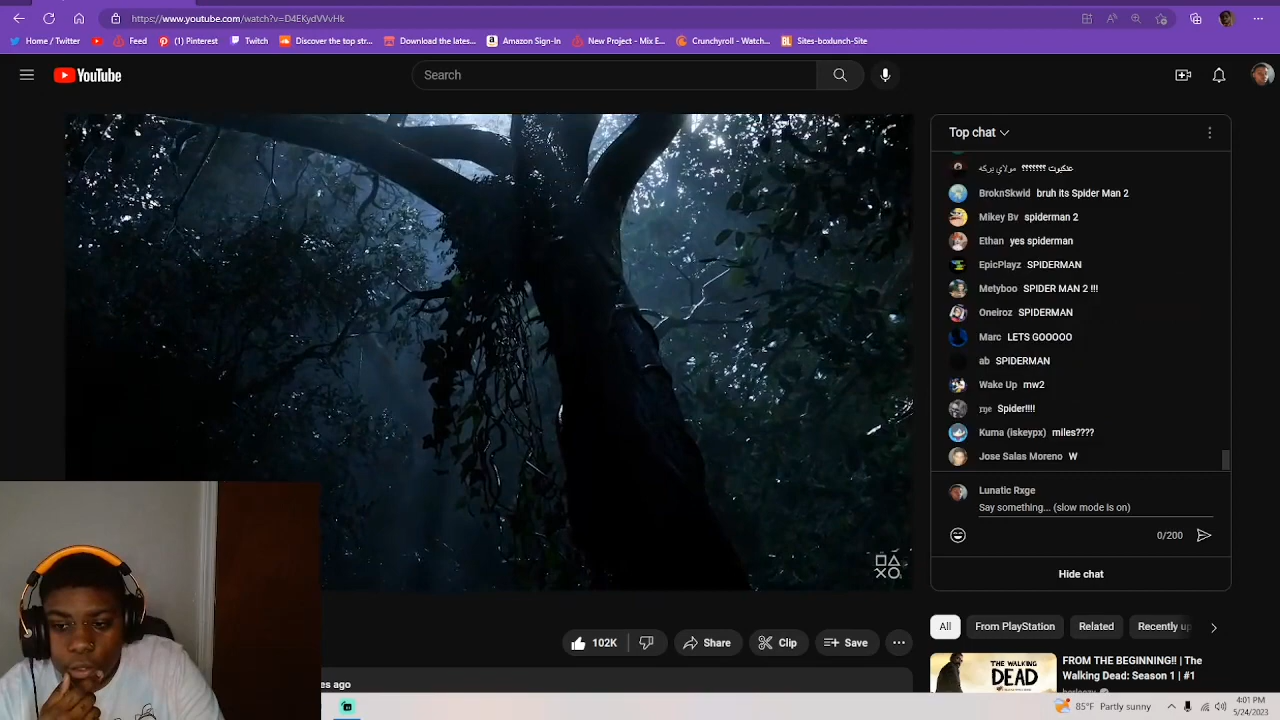 https://www.youtube.com/watch?v=D4EKydVVvHk
Home / Twitter
Feed
(1) Pinterest
Twitch
Discover the top str...
Download the lates...
Amazon Sign-In
New Project - Mix E...
Crunchyroll - Watch...
Sites-boxlunch-Site
YouTube
Search
Top chat
مولاي بركه عنكبوت ؟؟؟؟؟؟؟
BroknSkwid bruh its Spider Man 2
Mikey Bv spiderman 2
Ethan yes spiderman
EpicPlayz SPIDERMAN
Metyboo SPIDER MAN 2 !!!
Oneiroz SPIDERMAN
Marc LETS GOOOOO
ab SPIDERMAN
Wake Up mw2
Spider!!!!
Kuma (iskeypx) miles????
Jose Salas Moreno W
Lunatic Rxge
Say something... (slow mode is on)
0/200
Hide chat
102K
Share
Clip
Save
All
From PlayStation
Related
Recently up
es ago
THE WALKING DEAD
FROM THE BEGINNING!! | The
Walking Dead: Season 1 | #1
85°F Partly sunny
4:01 PM
5/24/2023